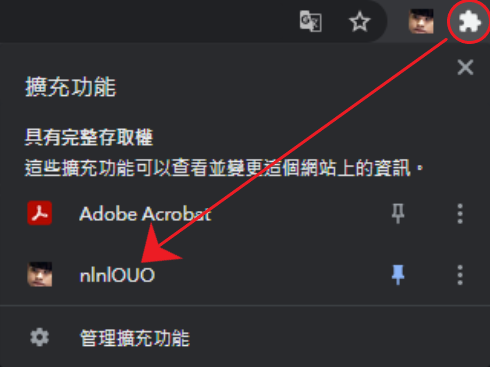 擴充功能
具有完整存取權
這些擴充功能可以查看並變更這個網站上的資訊。
Adobe Acrobat
nlnlOUO
管理擴充功能